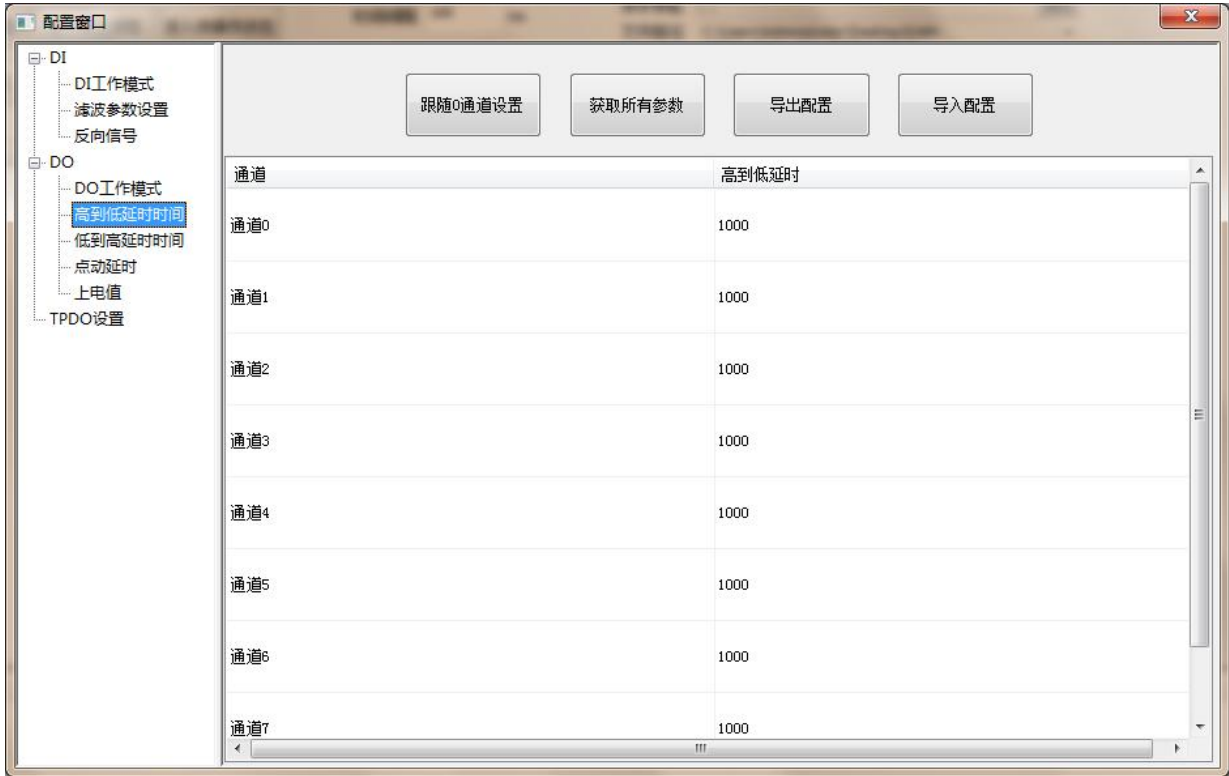 配置窗口
DI
DI工作模式
滤波参数设置
反向信号
DO
DO工作模式
高到低延时时间
低到高延时时间
点动延时
上电值
TPDO设置
跟随0通道设置
获取所有参数
导出配置
导入配置
通道 高到低延时
通道0 1000
通道1 1000
通道2 1000
通道3 1000
通道4 1000
通道5 1000
通道6 1000
通道7 1000